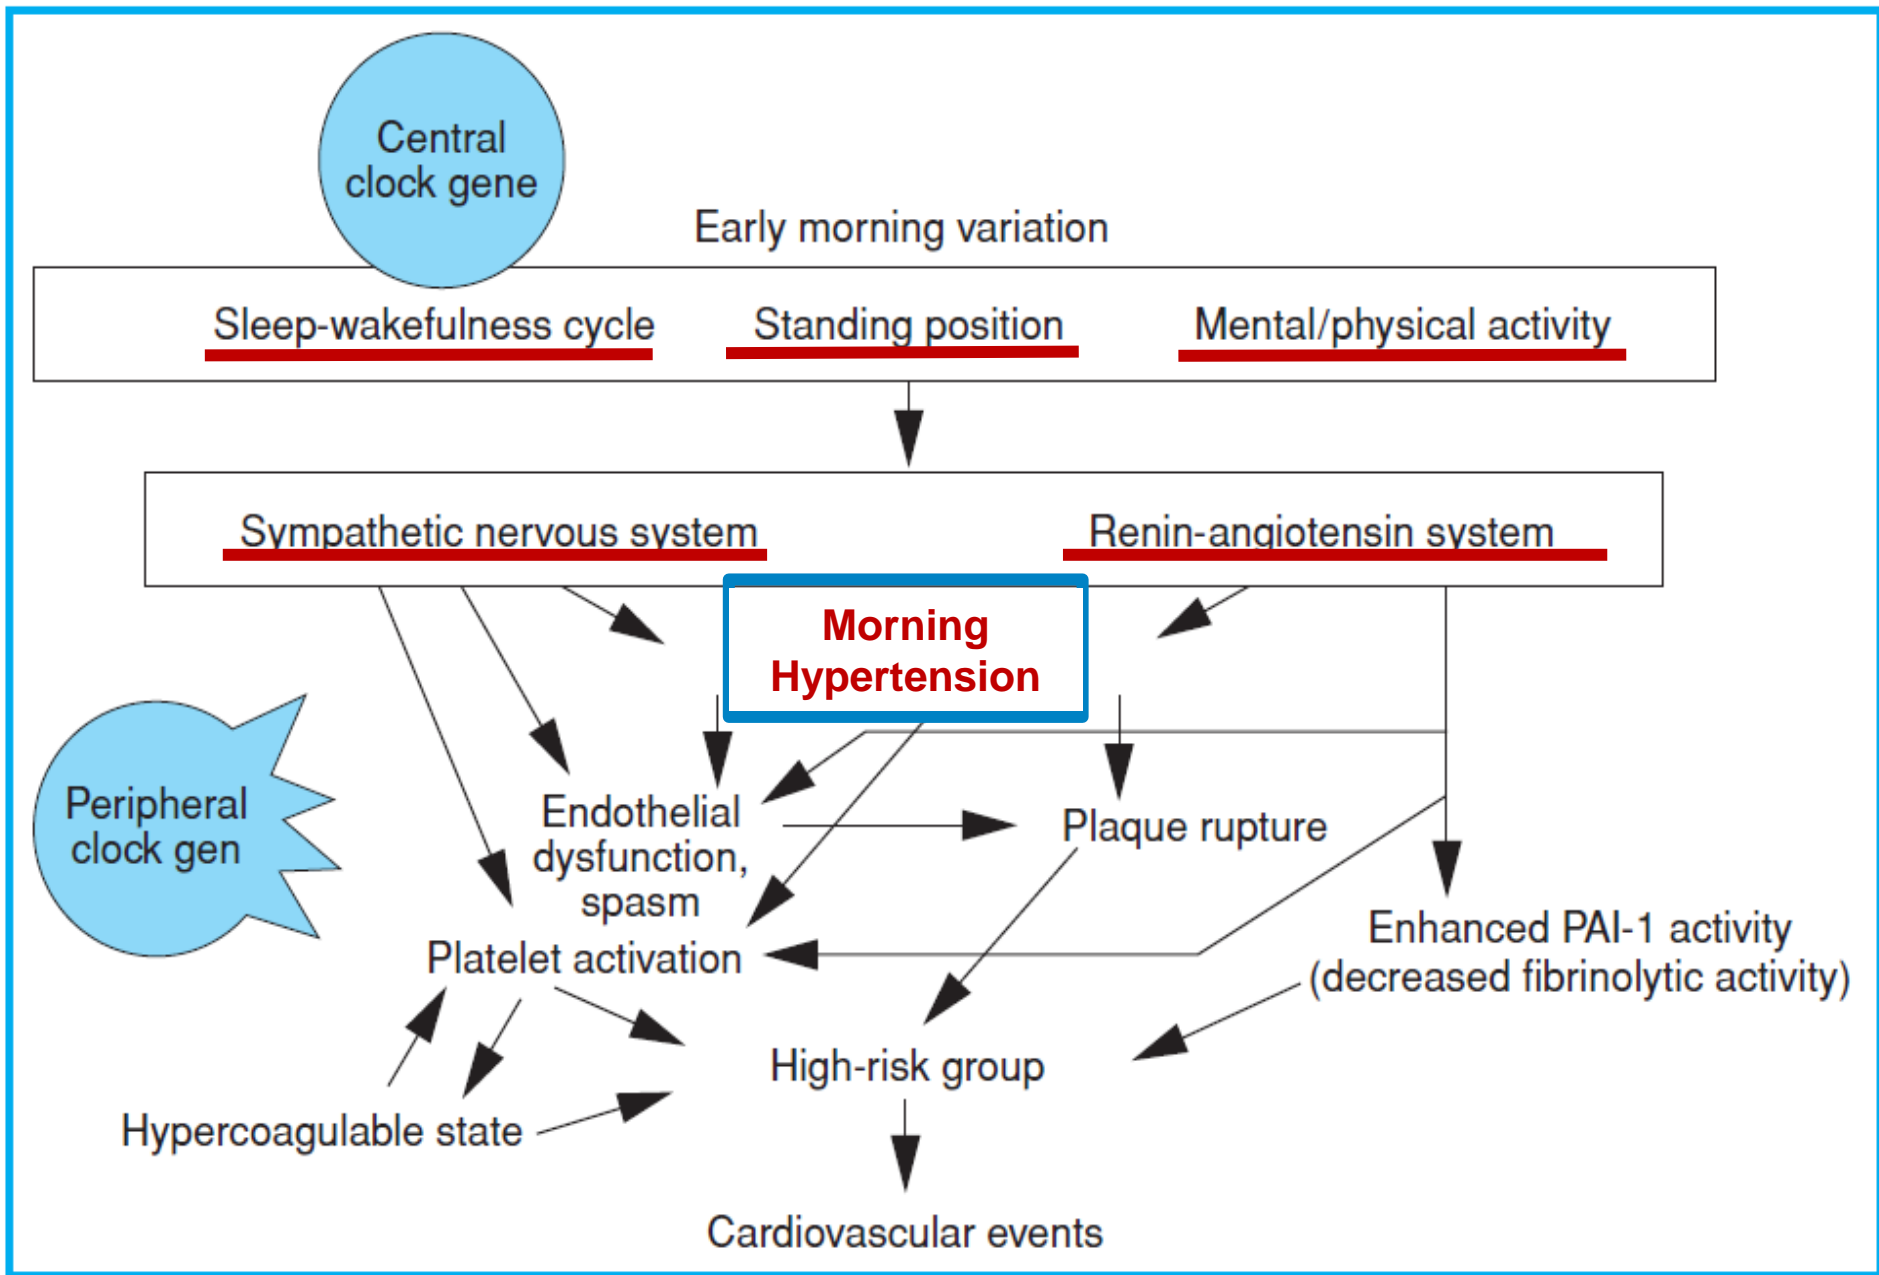 Central
clock gene
Early morning variation
Sleep-wakefulness cycle Standing position Mental/physical activity
Sympathetic nervous system Renin-angiotensin system
Morning
Hypertension
Peripheral
clock gen
Endothelial
dysfunction,
spasm
Plaque rupture
Platelet activation
Enhanced PAI-1 activity
(decreased fibrinolytic activity)
High-risk group
Hypercoagulable state
Cardiovascular events